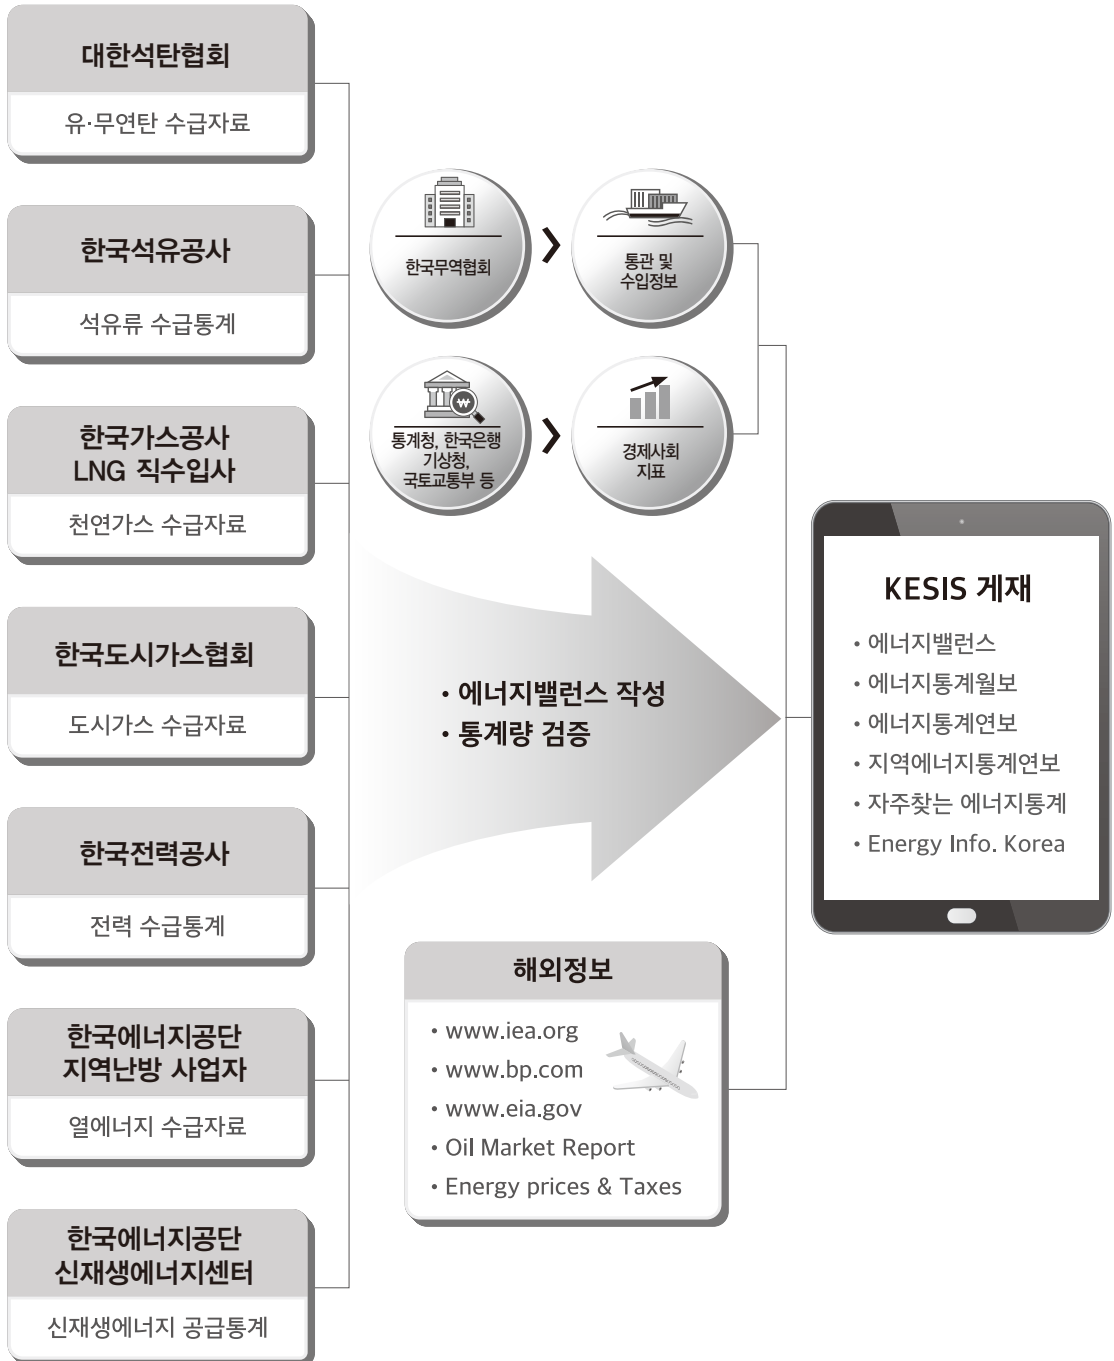 대한석탄협회
유·무연탄 수급자료
한국석유공사
석유류 수급통계
한국가스공사
LNG 직수입사
천연가스 수급자료
한국도시가스협회
도시가스 수급자료
한국전력공사
전력 수급통계
한국에너지공단
지역난방 사업자
열에너지 수급자료
한국에너지공단
신재생에너지센터
신재생에너지 공급통계
한국무역협회
통관 및
수입정보
통계청, 한국은행
기상청,
국토교통부 등
경제사회
지표
• 에너지밸런스 작성
• 통계량 검증
해외정보
• www.iea.org
• www.bp.com
• www.eia.gov
• Oil Market Report
• Energy prices & Taxes
KESIS 게재
• 에너지밸런스
• 에너지통계월보
• 에너지통계연보
• 지역에너지통계연보
• 자주찾는 에너지통계
• Energy Info. Korea